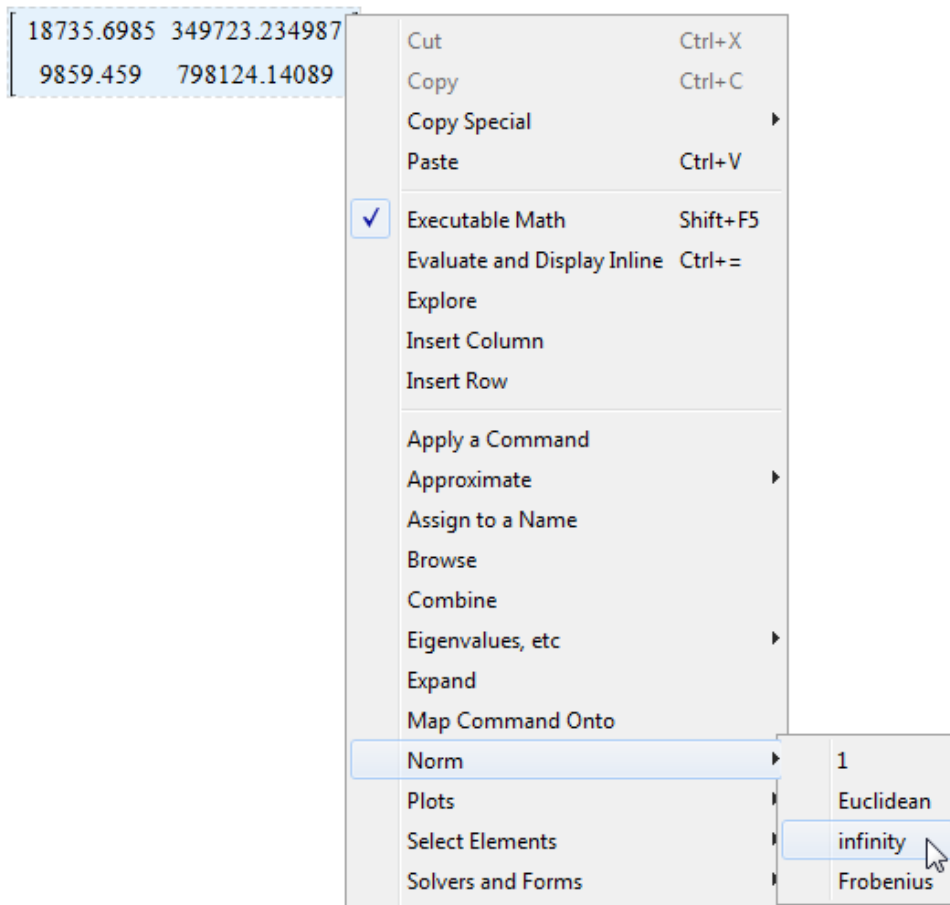 18735.6985 349723.234987
9859.459 798124.14089
Cut Ctrl+X
Copy Ctrl+C
Copy Special
Paste Ctrl+V
Executable Math Shift+F5
Evaluate and Display Inline Ctrl+=
Explore
Insert Column
Insert Row
Apply a Command
Approximate
Assign to a Name
Browse
Combine
Eigenvalues, etc
Expand
Map Command Onto
Norm
1
Plots
Euclidean
Select Elements
infinity
Solvers and Forms
Frobenius